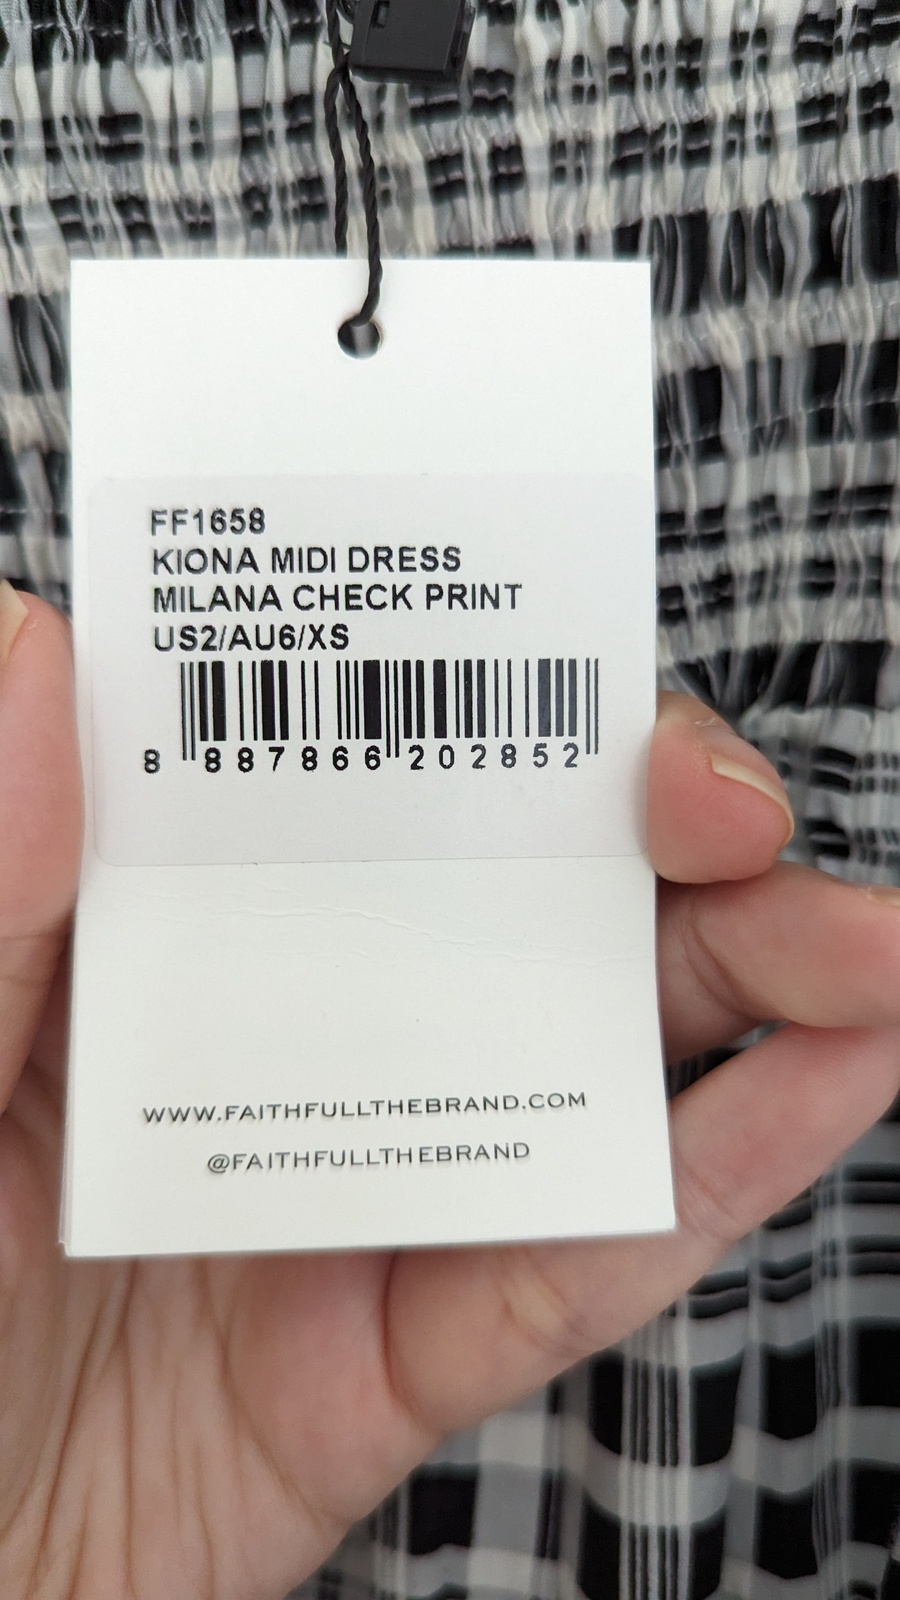 FF1658
KIONA MIDI DRESS
MILANA CHECK PRINT
US2/AU6/XS
8 887866 202852
WWW.FAITHFULLTHEBRAND.COM
@FAITHFULLTHEBRAND